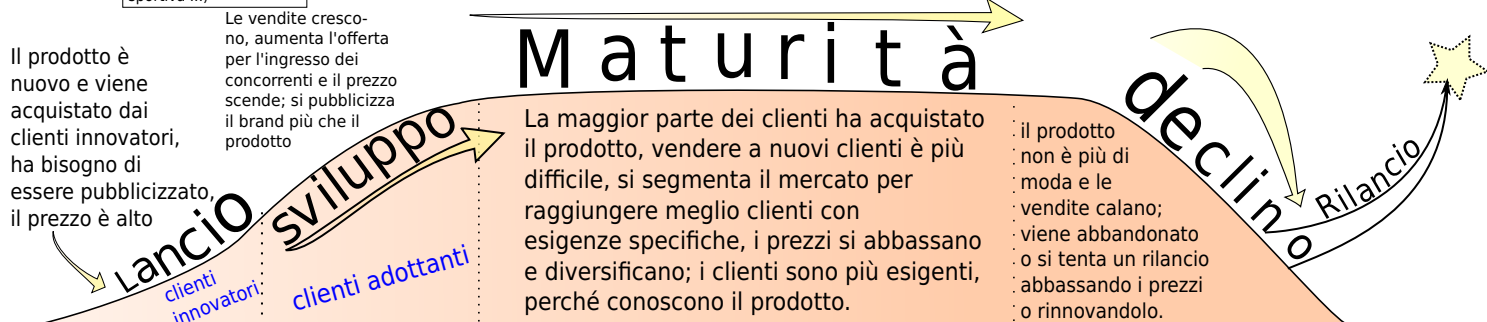 Il prodotto è
nuovo e viene
acquistato dai
clienti innovatori,
ha bisogno di
essere pubblicizzato,
il prezzo è alto
Lancio
clienti
innovatori
Le vendite cresco-
no, aumenta l'offerta
per l'ingresso dei
concorrenti e il prezzo
scende; si pubblicizza
il brand più che il
prodotto
sviluppo
clienti adottanti
Maturità
La maggior parte dei clienti ha acquistato
il prodotto, vendere a nuovi clienti è più
difficile, si segmenta il mercato per
raggiungere meglio clienti con
esigenze specifiche, i prezzi si abbassano
e diversificano; i clienti sono più esigenti,
perché conoscono il prodotto.
declino
il prodotto
non è più di
moda e le
vendite calano;
viene abbandonato
o si tenta un rilancio
abbassando i prezzi
o rinnovandolo.
Rilancio